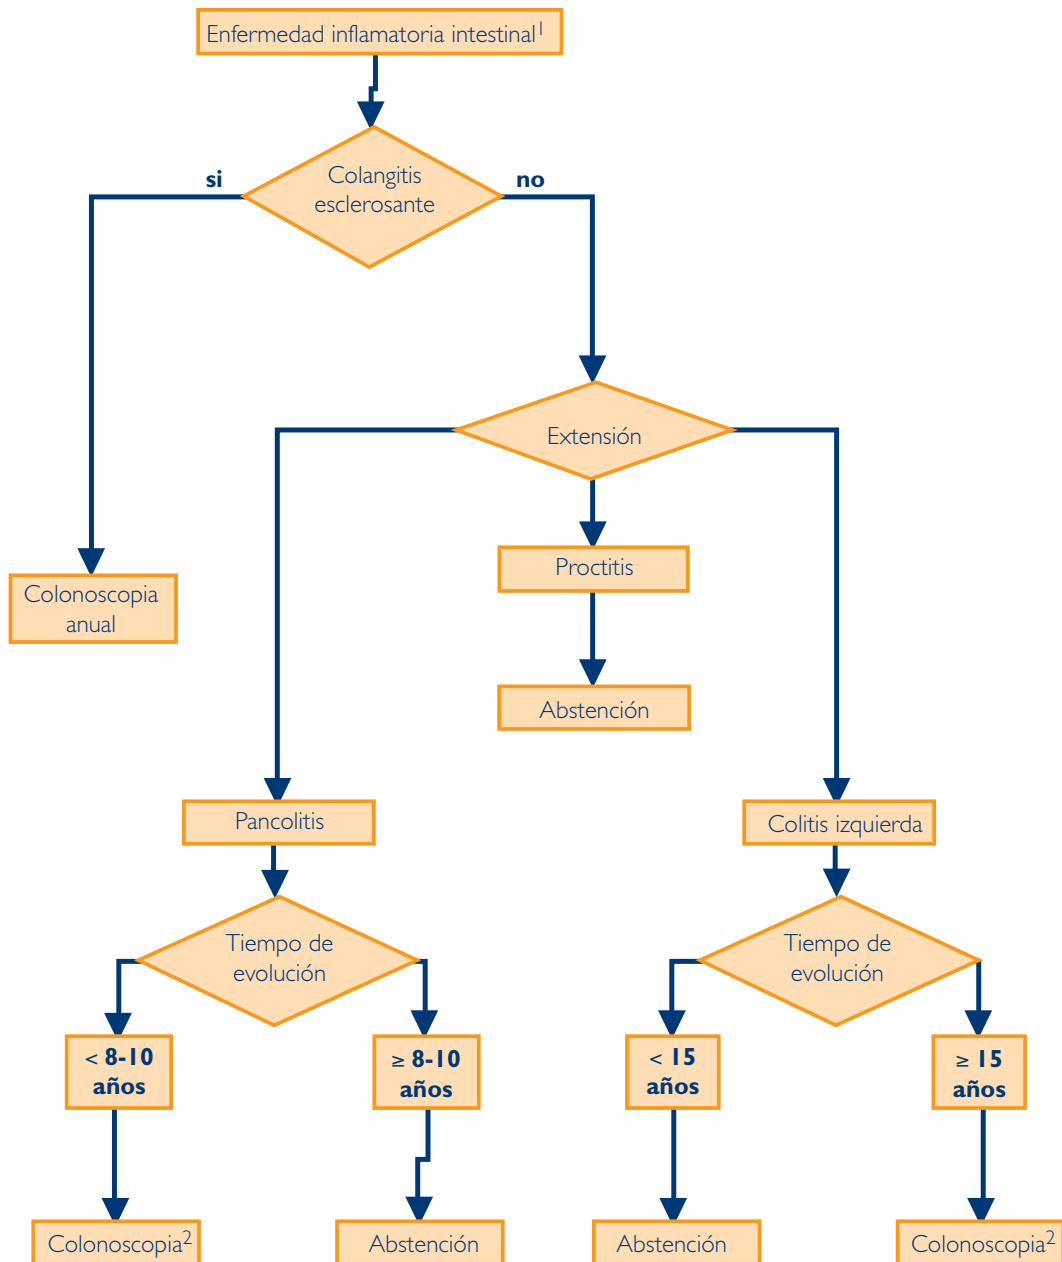 Enfermedad inflamatoria intestinal¹
Colangitis
esclerosante
si
no
Extensión
Proctitis
Colonoscopia
anual
Abstención
Pancolitis
Colitis izquierda
Tiempo de
evolución
Tiempo de
evolución
< 8-10
años
≥ 8-10
años
< 15
años
≥ 15
años
Colonoscopia²
Abstención
Abstención
Colonoscopia²